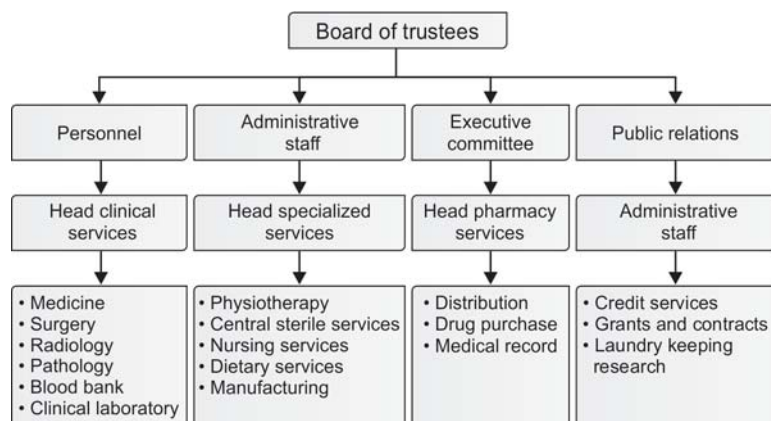 Board of trustees
Personnel
Administrative
staff
Executive
committee
Public relations
Head clinical
services
Head specialized
services
Head pharmacy
services
Administrative
staff
• Medicine
• Surgery
• Radiology
• Pathology
• Blood bank
• Clinical laboratory
• Physiotherapy
• Central sterile services
• Nursing services
• Dietary services
• Manufacturing
• Distribution
• Drug purchase
• Medical record
• Credit services
• Grants and contracts
• Laundry keeping
research